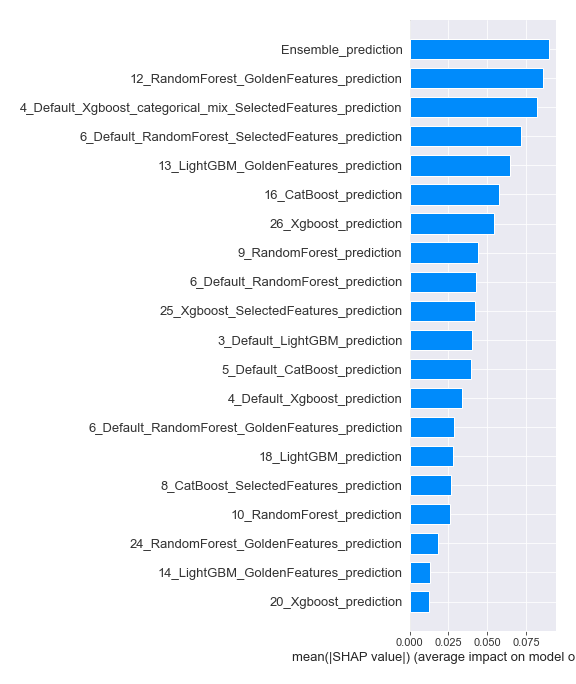 Ensemble_prediction
12_RandomForest_GoldenFeatures_prediction
4_Default_Xgboost_categorical_mix_SelectedFeatures_prediction
6_Default_RandomForest_SelectedFeatures_prediction
13_LightGBM_GoldenFeatures_prediction
16_CatBoost_prediction
26_Xgboost_prediction
9_RandomForest_prediction
6_Default_RandomForest_prediction
25_Xgboost_SelectedFeatures_prediction
3_Default_LightGBM_prediction
5_Default_CatBoost_prediction
4_Default_Xgboost_prediction
6_Default_RandomForest_GoldenFeatures_prediction
18_LightGBM_prediction
8_CatBoost_SelectedFeatures_prediction
10_RandomForest_prediction
24_RandomForest_GoldenFeatures_prediction
14_LightGBM_GoldenFeatures_prediction
20_Xgboost_prediction
0.000 0.025 0.050 0.075
mean(|SHAP value|) (average impact on model o